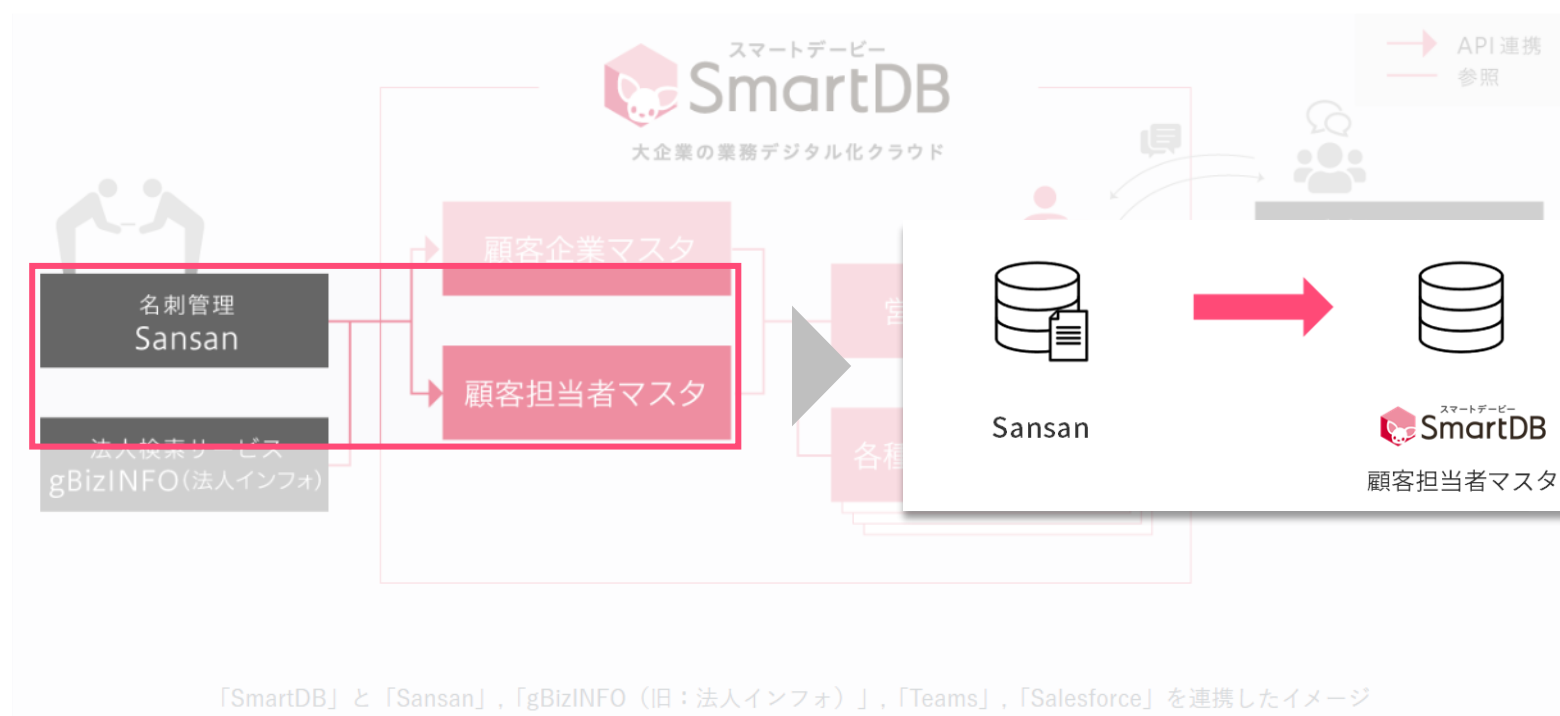 スマートデービー
SmartDB
大企業の業務デジタル化クラウド
API連携
参照
顧客企業マスタ
名刺管理
Sansan
顧客担当者マスタ
法人検索サービス
gBizINFO(法人インフォ)
営
各種
Sansan
スマートデービー
SmartDB
顧客担当者マスタ
「SmartDB」と「Sansan」,「gBizINFO（旧：法人インフォ）」,「Teams」,「Salesforce」を連携したイメージ